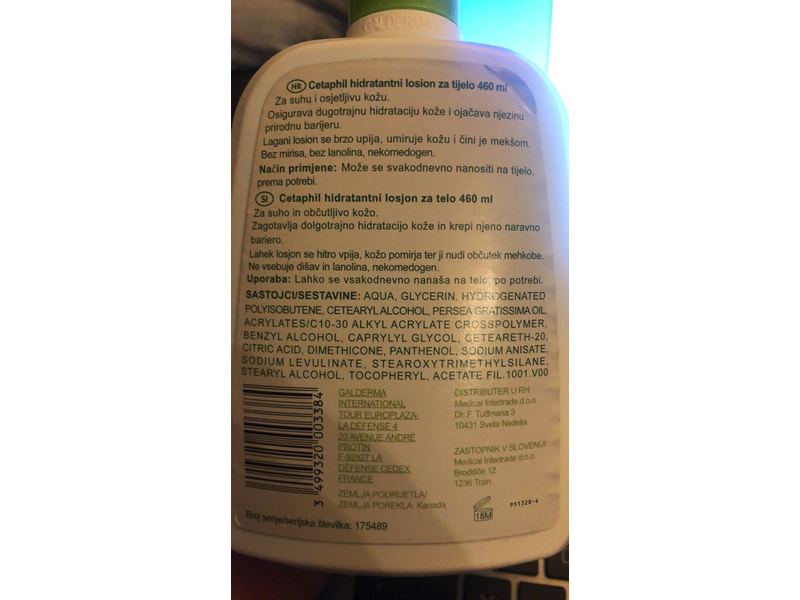 GALDERMA
HR Cetaphil hidratantni losion za tijelo 460 ml
Za suhu i osjetljivu kožu.
Osigurava dugotrajnu hidrataciju kože i ojačava njezinu
prirodnu barijeru.
Lagani losion se brzo upija, umiruje kožu i čini je mekšom.
Bez mirisa, bez lanolina, nekomedogen.
Način primjene: Može se svakodnevno nanositi na tijelo,
prema potrebi.
SI Cetaphil hidratantni losjon za telo 460 ml
Za suho in občutljivo kožo.
Zagotavlja dolgotrajno hidratacijo kože in krepi njeno naravno
bariero.
Lahek losjon se hitro vpija, kožo pomirja ter ji nudi občutek mehkobe.
Ne vsebuje dišav in lanolina, nekomedogen.
Uporaba: Lahko se vsakodnevno nanaša na telo, po potrebi.
SASTOJCI/SESTAVINE: AQUA, GLYCERIN, HYDROGENATED
POLYISOBUTENE, CETEARYL ALCOHOL, PERSEA GRATISSIMA OIL,
ACRYLATES/C10-30 ALKYL ACRYLATE CROSSPOLYMER,
BENZYL ALCOHOL, CAPRYLYL GLYCOL, CETEARETH-20,
CITRIC ACID, DIMETHICONE, PANTHENOL, SODIUM ANISATE,
SODIUM LEVULINATE, STEAROXYTRIMETHYLSILANE,
STEARYL ALCOHOL, TOCOPHERYL, ACETATE FIL.1001.V00
3 499320 003384
GALDERMA
INTERNATIONAL
TOUR EUROPLAZA-
LA DÉFENSE 4
20 AVENUE ANDRÉ
PROTIN
F-92927 LA
DÉFENSE CEDEX
FRANCE
ZEMLJA PODRIJETLA/
ZEMLJA POREKLA: Kanada
DISTRIBUTER U RH:
Medical Intertrade d.o.o.
Dr. F. Tuđmana 3
10431 Sveta Nedelja
ZASTOPNIK V SLOVENIJI:
Medical Intertrade d.o.o.
Brodišče 12
1236 Trzin
18M
P51328-4
Broj serije/serijska številka: 175489